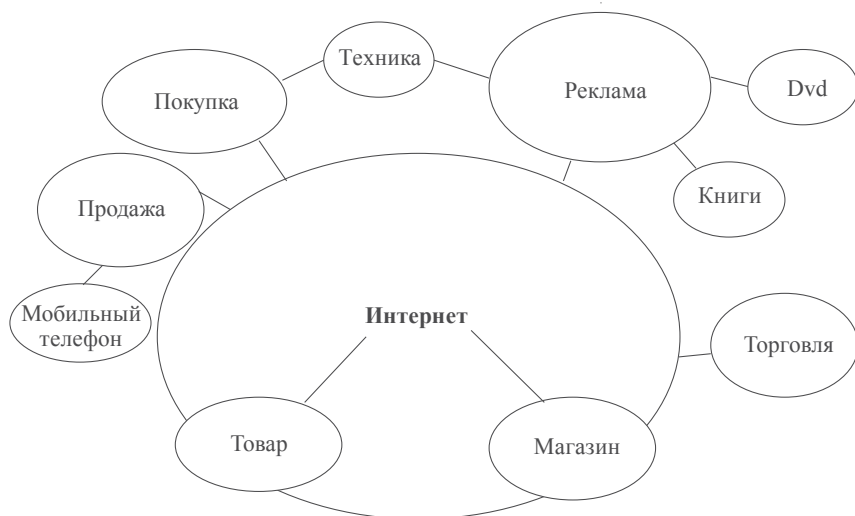 Техника
Реклама
Покупка
Dvd
Книги
Продажа
Мобильный
телефон
Интернет
Торговля
Товар
Магазин